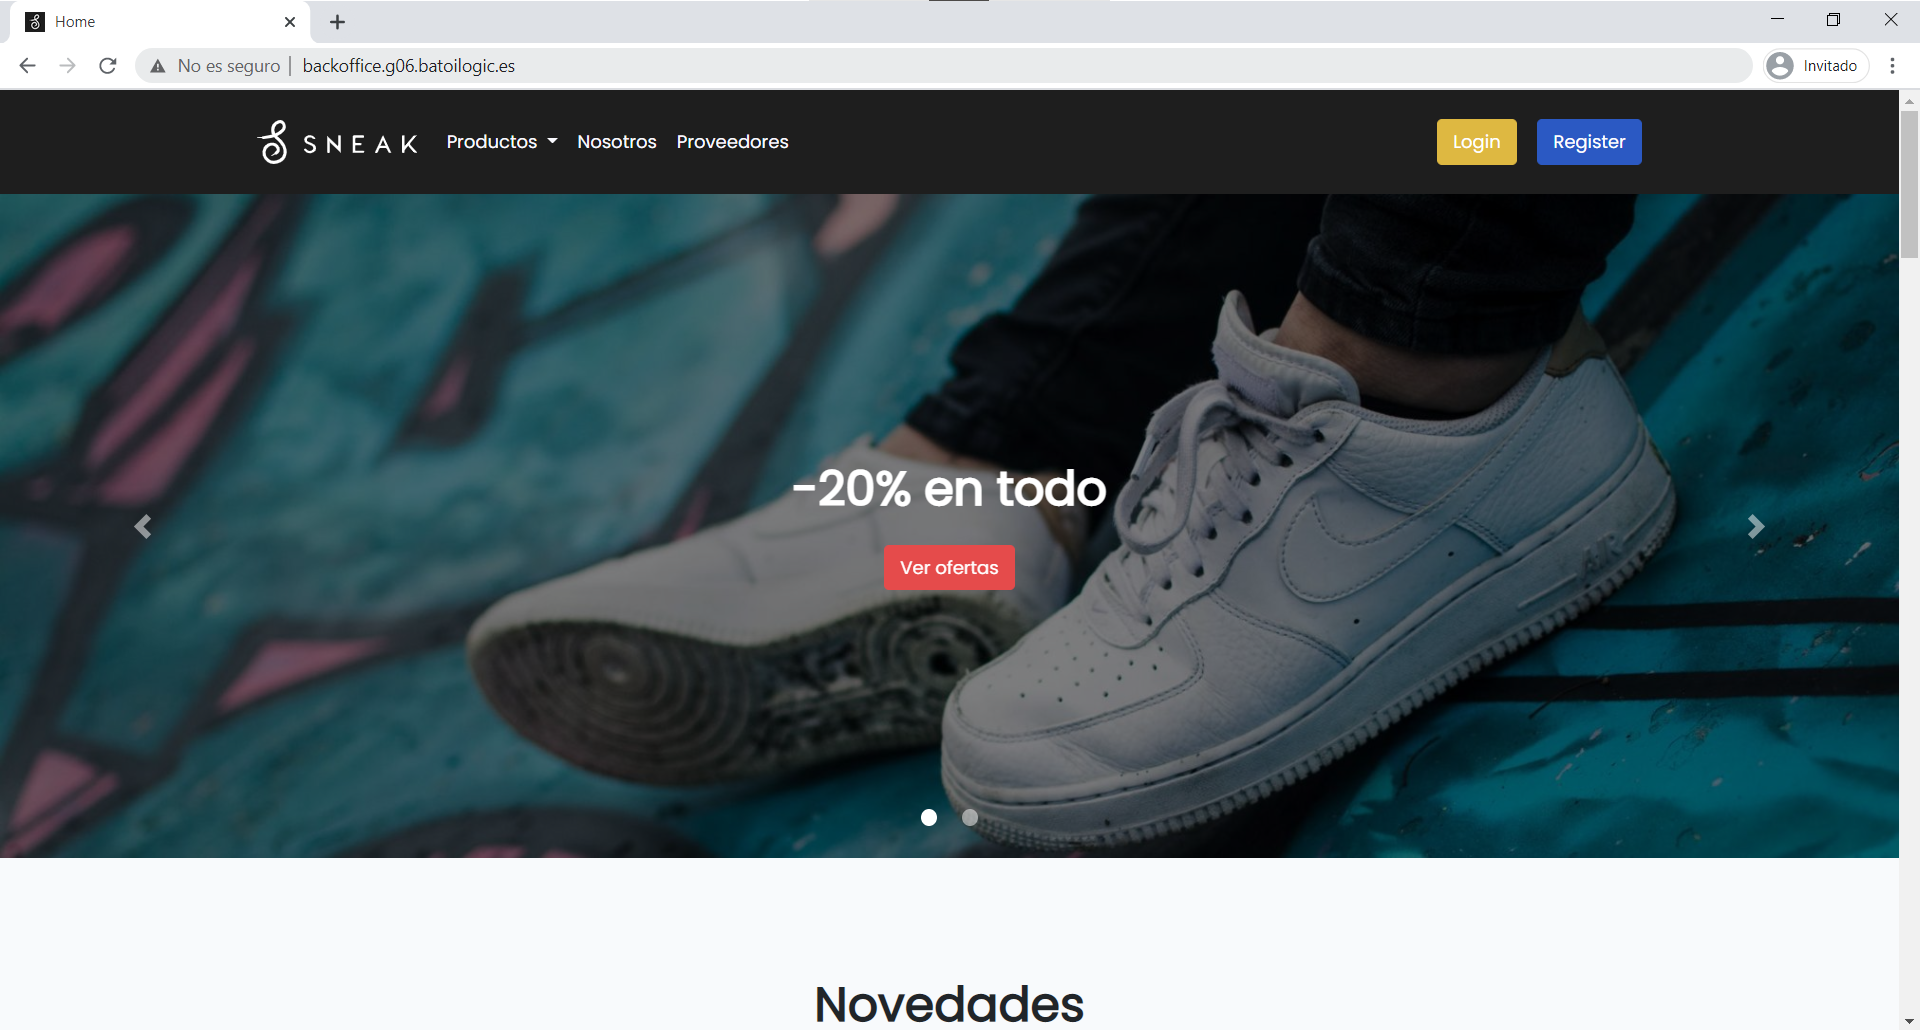 Home
No es seguro | backoffice.g06.batoilogic.es
Invitado
SNEAK
Productos
Nosotros
Proveedores
Login
Register
-20% en todo
Ver ofertas
AIR
Novedades